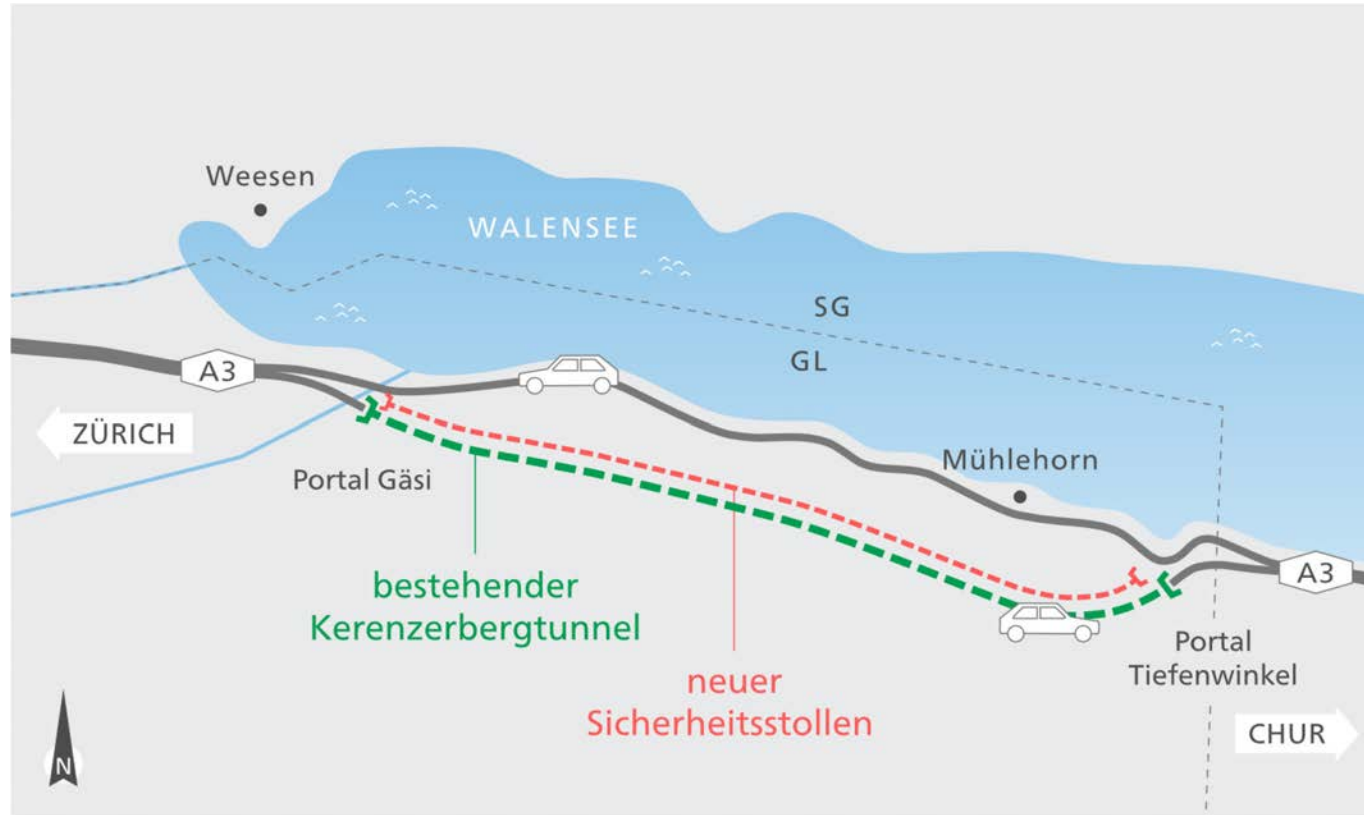 Weesen
WALENSEE
SG
GL
A3
ZÜRICH
Portal Gäsi
Mühlehorn
A3
bestehender
Kerenzerbergtunnel
neuer
Sicherheitsstollen
Portal
Tiefenwinkel
CHUR
N